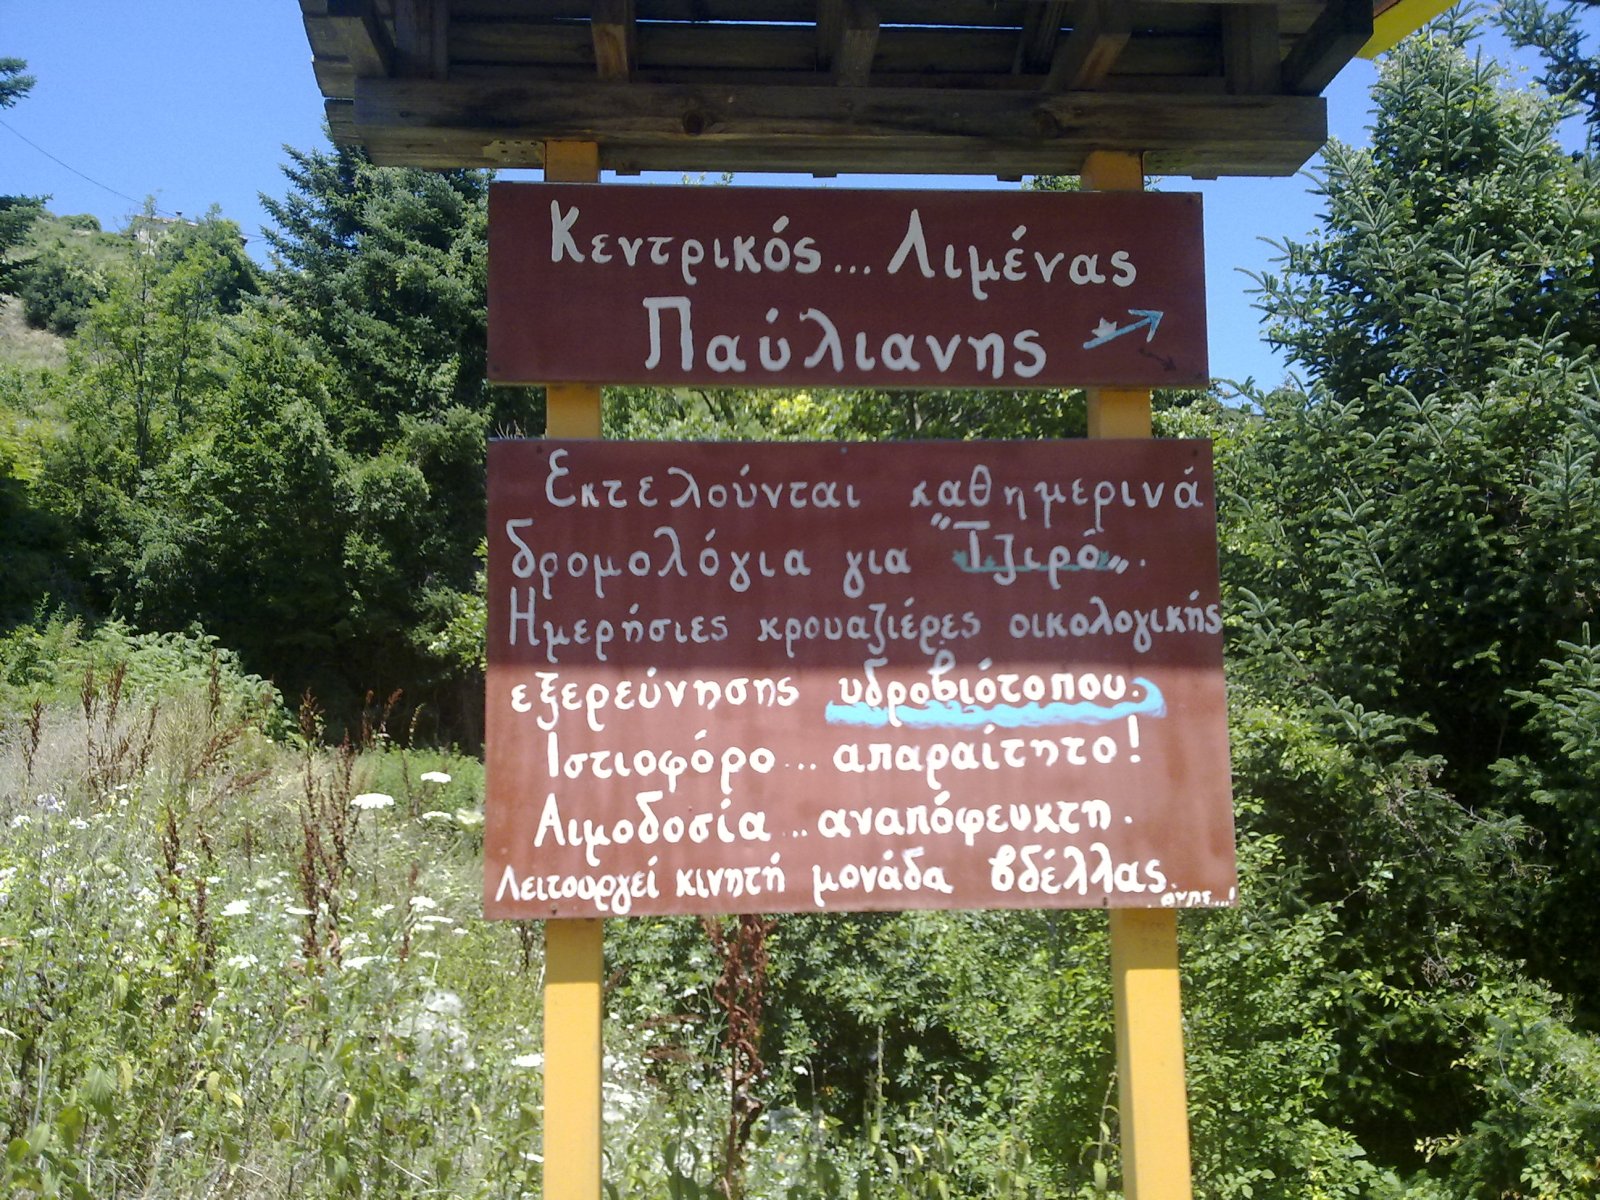 Κεντρικός... Λιμένας
Παύλιανης
Εκτελούνται καθημερινά
δρομολόγια για "Τζιρό".
Ημερήσιες κρουαζιέρες οικολογικής
εξερεύνησης υδροβιότοπου.
Ιστιοφόρο... απαραίτητο!
Αιμοδοσία... αναπόφευκτη.
Λειτουργεί κινητή μονάδα βδέλλας